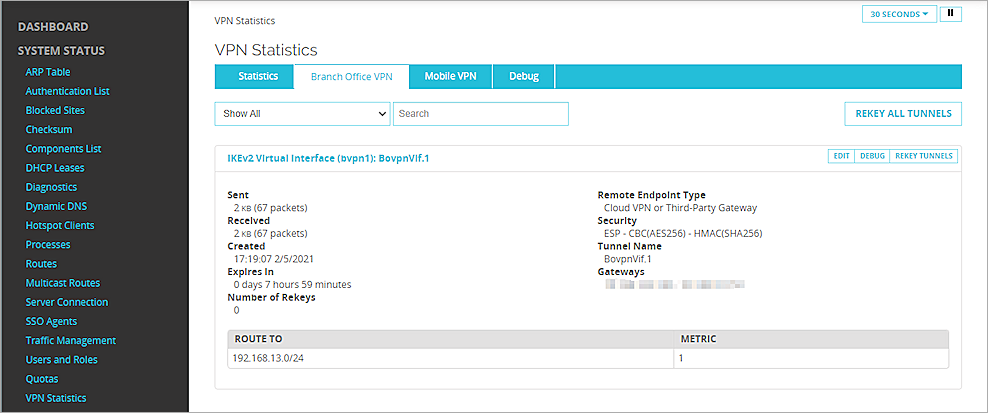 DASHBOARD
SYSTEM STATUS
ARP Table
Authentication List
Blocked Sites
Checksum
Components List
DHCP Leases
Diagnostics
Dynamic DNS
Hotspot Clients
Processes
Routes
Multicast Routes
Server Connection
SSO Agents
Traffic Management
Users and Roles
Quotas
VPN Statistics
VPN Statistics
30 SECONDS
VPN Statistics
Statistics Branch Office VPN Mobile VPN Debug
Show All Search REKEY ALL TUNNELS
IKEv2 Virtual Interface (bvpn1): BovpnVif.1 EDIT DEBUG REKEY TUNNELS
Sent
2 KB (67 packets)
Received
2 KB (67 packets)
Created
17:19:07 2/5/2021
Expires In
0 days 7 hours 59 minutes
Number of Rekeys
0
Remote Endpoint Type
Cloud VPN or Third-Party Gateway
Security
ESP - CBC(AES256) - HMAC(SHA256)
Tunnel Name
BovpnVif.1
Gateways
ROUTE TO METRIC
192.168.13.0/24 1